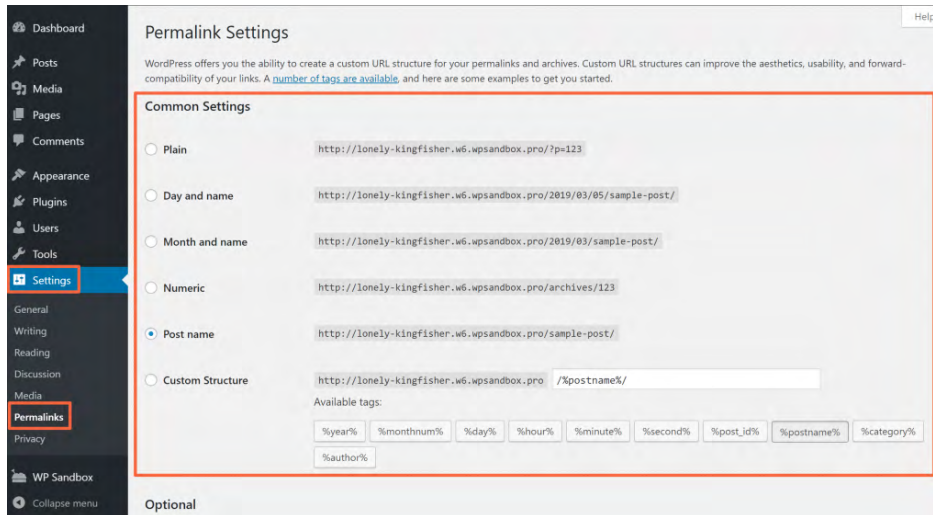 Dashboard
Posts
Media
Pages
Comments
Appearance
Plugins
Users
Tools
Settings
General
Writing
Reading
Discussion
Media
Permalinks
Privacy
WP Sandbox
Collapse menu
Help
Permalink Settings
WordPress offers you the ability to create a custom URL structure for your permalinks and archives. Custom URL structures can improve the aesthetics, usability, and forward-
compatibility of your links. A number of tags are available, and here are some examples to get you started.
Common Settings
Plain http://lonely-kingfisher.w6.wpsandbox.pro/?p=123
Day and name http://lonely-kingfisher.w6.wpsandbox.pro/2019/03/05/sample-post/
Month and name http://lonely-kingfisher.w6.wpsandbox.pro/2019/03/sample-post/
Numeric http://lonely-kingfisher.w6.wpsandbox.pro/archives/123
Post name http://lonely-kingfisher.w6.wpsandbox.pro/sample-post/
Custom Structure http://lonely-kingfisher.w6.wpsandbox.pro /%postname%/
Available tags:
%year% %monthnum% %day% %hour% %minute% %second% %post_id% %postname% %category%
%author%
Optional